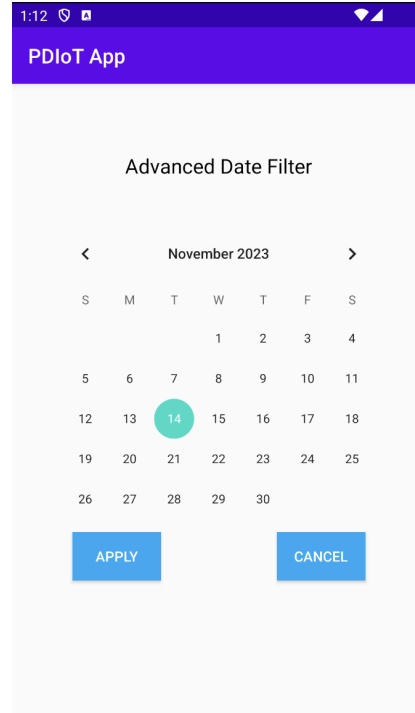 1:12 A
PDIoT App
Advanced Date Filter
November 2023
S M T W T F S
1 2 3 4
5 6 7 8 9 10 11
12 13 14 15 16 17 18
19 20 21 22 23 24 25
26 27 28 29 30
APPLY CANCEL